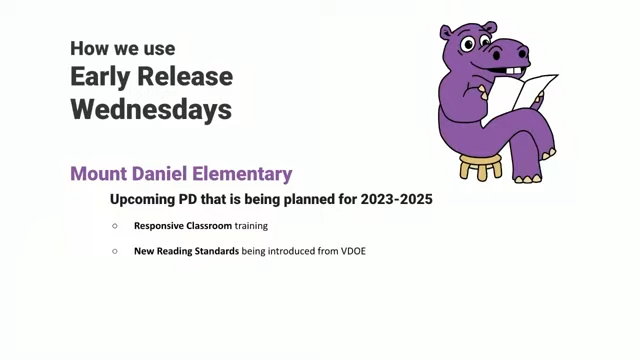 How we use
Early Release
Wednesdays
Mount Daniel Elementary
Upcoming PD that is being planned for 2023-2025
○ Responsive Classroom training
○ New Reading Standards being introduced from VDOE